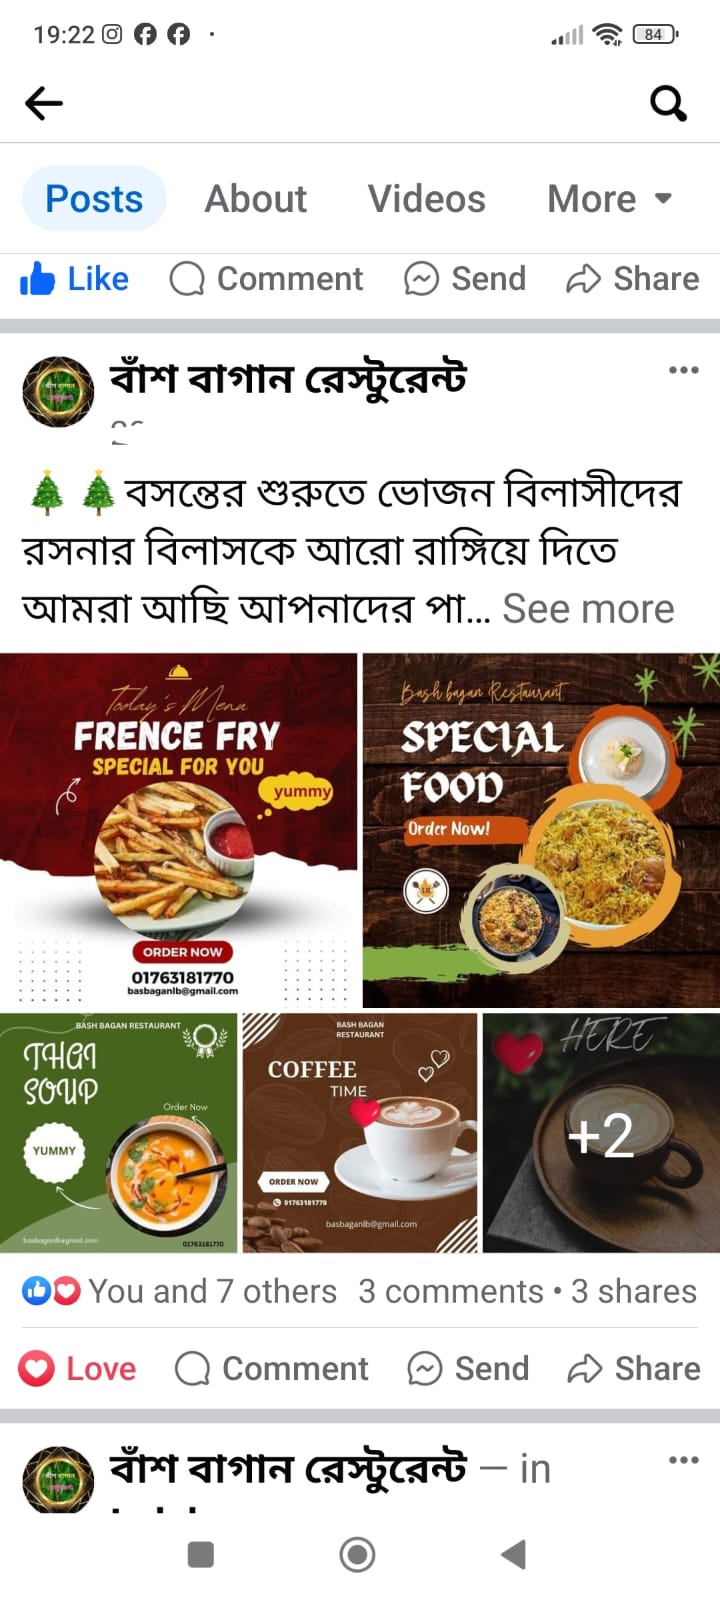 19:22
84
Posts About Videos More
Like Comment Send Share
বাঁশ বাগান রেস্টুরেন্ট
বসন্তের শুরুতে ভোজন বিলাসীদের
রসনার বিলাসকে আরো রাঙ্গিয়ে দিতে
আমরা আছি আপনাদের পা... See more
Today's Menu
FRENCE FRY
SPECIAL FOR YOU
yummy
ORDER NOW
01763181770
basbaganlb@gmail.com
Bash bagan Restaurant
SPECIAL
FOOD
Order Now!
BASH BAGAN RESTAURANT
THAI
SOUP
Order Now
YUMMY
basbaganlb@gmail.com
01763181770
BASH BAGAN
RESTAURANT
COFFEE
TIME
ORDER NOW
01763181770
basbaganlb@gmail.com
HERE
+2
You and 7 others 3 comments • 3 shares
Love Comment Send Share
বাঁশ বাগান রেস্টুরেন্ট — in